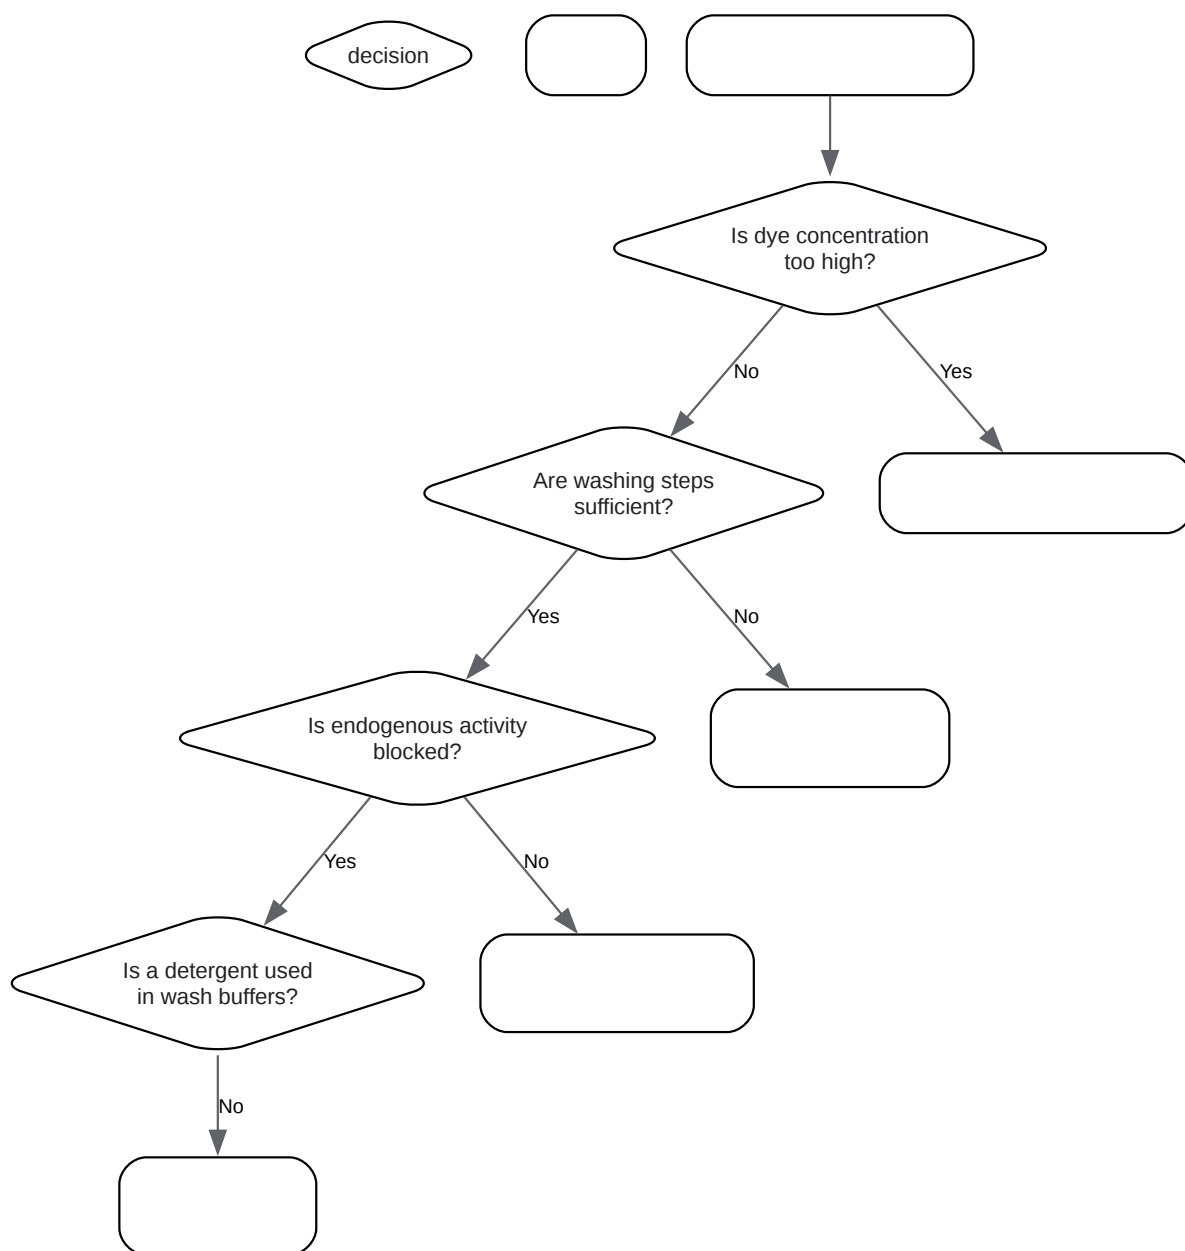 decision
Is dye concentration
too high?
No
Yes
Are washing steps
sufficient?
Yes
No
Is endogenous activity
blocked?
Yes
No
Is a detergent used
in wash buffers?
No